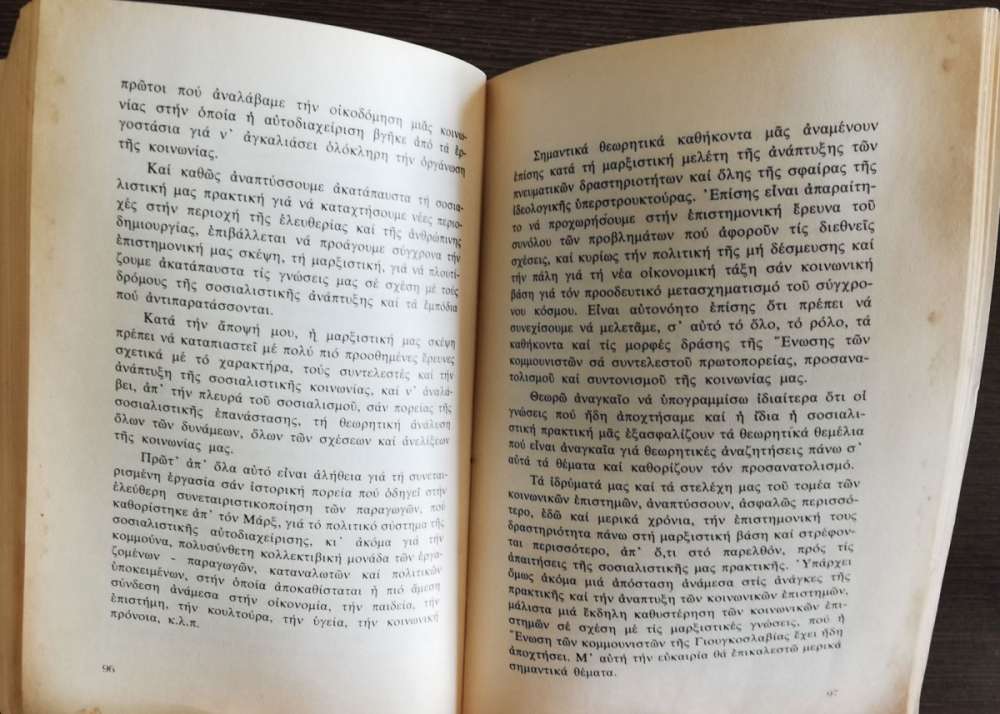 πρῶτοι πού ἀναλάβαμε τήν οἰκοδόμηση μιᾶς κοινω-
νίας στήν ὁποία ἡ αὐτοδιαχείριση βγῆκε ἀπό τά ἐρ-
γοστάσια γιά ν' ἀγκαλιάσει ὁλόκληρη τήν ὀργάνωση
τῆς κοινωνίας.
Καί καθώς ἀναπτύσσουμε ἀκατάπαυστα τή σοσια-
λιστική μας πρακτική γιά νά καταχτήσουμε νέες περιο-
χές στήν περιοχή τῆς ἐλευθερίας καί τῆς ἀνθρώπινης
δημιουργίας, ἐπιβάλλεται νά προάγουμε σύγχρονα τήν
ἐπιστημονική μας σκέψη, τή μαρξιστική, γιά νά πλουτί-
ζουμε ἀκατάπαυστα τίς γνώσεις μας σέ σχέση μέ τούς
δρόμους τῆς σοσιαλιστικῆς ἀνάπτυξης καί τά ἐμπόδια
πού ἀντιπαρατάσσονται.
Κατά τήν ἄποψή μου, ἡ μαρξιστική μας σκέψη
πρέπει νά καταπιαστεῖ μέ πολύ πιό προοθημένες ἔρευνες
σχετικά μέ τό χαρακτήρα, τούς συντελεστές καί τήν
ἀνάπτυξη τῆς σοσιαλιστικῆς κοινωνίας, καί ν' ἀναλά-
βει, ἀπ' τήν πλευρά τοῦ σοσιαλισμοῦ, σάν πορείας τῆς
σοσιαλιστικῆς ἐπανάστασης, τή θεωρητική ἀνάλυση
ὅλων τῶν δυνάμεων, ὅλων τῶν σχέσεων καί ἀνελίξεων
τῆς κοινωνίας μας.
Πρῶτ' ἀπ' ὅλα αὐτό εἶναι ἀλήθεια γιά τή συνεται-
ρισμένη ἐργασία σάν ἱστορική πορεία πού ὁδηγεῖ στήν
ἐλεύθερη συνεταιριστικοποίηση τῶν παραγωγῶν, πού
καθορίστηκε ἀπ' τόν Μάρξ, γιά τό πολιτικό σύστημα τῆς
σοσιαλιστικῆς αὐτοδιαχείρισης, κι' ἀκόμα γιά τήν
κομμούνα, πολυσύνθετη κολλεκτιβική μονάδα τῶν ἐργα-
ζομένων - παραγωγῶν, καταναλωτῶν καί πολιτικῶν
ὑποκειμένων, στήν ὁποία ἀποκαθίσταται ἡ πιό ἄμεση
σύνδεση ἀνάμεσα στήν οἰκονομία, τήν παιδεία, τήν
ἐπιστήμη, τήν κουλτούρα, τήν ὑγεία, τήν κοινωνική
πρόνοια, κ.λ.π.
96
Σημαντικά θεωρητικά καθήκοντα μᾶς ἀναμένουν
ἐπίσης κατά τή μαρξιστική μελέτη τῆς ἀνάπτυξης τῶν
πνευματικῶν δραστηριοτήτων καί ὅλης τῆς σφαίρας τῆς
ἰδεολογικῆς ὑπερστρουκτούρας. Ἐπίσης εἶναι ἀπαραίτη-
το νά προχωρήσουμε στήν ἐπιστημονική ἔρευνα τοῦ
συνόλου τῶν προβλημάτων πού ἀφοροῦν τίς διεθνεῖς
σχέσεις, καί κυρίως τήν πολιτική τῆς μή δέσμευσης καί
τήν πάλη γιά τή νέα οἰκονομική τάξη σάν κοινωνική
βάση γιά τόν προοδευτικό μετασχηματισμό τοῦ σύγχρο-
νου κόσμου. Εἶναι αὐτονόητο ἐπίσης ὅτι πρέπει νά
συνεχίσουμε νά μελετᾶμε, σ' αὐτό τό ὅλο, τό ρόλο, τά
καθήκοντα καί τίς μορφές δράσης τῆς Ἕνωσης τῶν
κομμουνιστῶν σά συντελεστοῦ πρωτοπορείας, προσανα-
τολισμοῦ καί συντονισμοῦ τῆς κοινωνίας μας.
Θεωρῶ ἀναγκαῖο νά ὑπογραμμίσω ἰδιαίτερα ὅτι οἱ
γνώσεις πού ἤδη ἀποχτήσαμε καί ἡ ἴδια ἡ σοσιαλι-
στική πρακτική μᾶς ἐξασφαλίζουν τά θεωρητικά θεμέλια
πού εἶναι ἀναγκαῖα γιά θεωρητικές ἀναζητήσεις πάνω σ'
αὐτά τά θέματα καί καθορίζουν τόν προσανατολισμό.
Τά ἱδρύματά μας καί τά στελέχη μας τοῦ τομέα τῶν
κοινωνικῶν ἐπιστημῶν, ἀναπτύσσουν, ἀσφαλῶς περισσό-
τερο, ἐδῶ καί μερικά χρόνια, τήν ἐπιστημονική τους
δραστηριότητα πάνω στή μαρξιστική βάση καί στρέφον-
ται περισσότερο, ἀπ' ὅ,τι στό παρελθόν, πρός τίς
ἀπαιτήσεις τῆς σοσιαλιστικῆς μας πρακτικῆς. Ὑπάρχει
ὅμως ἀκόμα μιά ἀπόσταση ἀνάμεσα στίς ἀνάγκες τῆς
πρακτικῆς καί τήν ἀνάπτυξη τῶν κοινωνικῶν ἐπιστημῶν,
μάλιστα μιά ἔκδηλη καθυστέρηση τῶν κοινωνικῶν ἐπι-
στημῶν σέ σχέση μέ τίς μαρξιστικές γνώσεις, πού ἡ
Ἕνωση τῶν κομμουνιστῶν τῆς Γιουγκοσλαβίας ἔχει ἤδη
ἀποχτήσει. Μ' αὐτή τήν εὐκαιρία θά ἐπικαλεστῶ μερικά
σημαντικά θέματα.
97